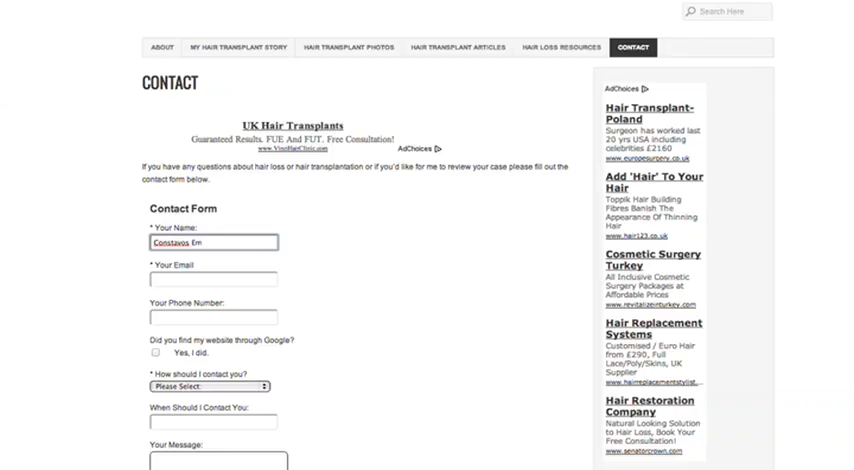 Search Here
ABOUT
MY HAIR TRANSPLANT STORY
HAIR TRANSPLANT PHOTOS
HAIR TRANSPLANT ARTICLES
HAIR LOSS RESOURCES
CONTACT
CONTACT
UK Hair Transplants
Guaranteed Results. FUE And FUT. Free Consultation!
www.VinoHairClinic.com
AdChoices
If you have any questions about hair loss or hair transplantation or if you'd like for me to review your case please fill out the
contact form below.
Contact Form
* Your Name:
Constavos Em
* Your Email
Your Phone Number:
Did you find my website through Google?
Yes, I did.
* How should I contact you?
Please Select:
When Should I Contact You:
Your Message:
AdChoices
Hair Transplant-
Poland
Surgeon has worked last
20 yrs USA including
celebrities £2160
www.europesurgery.co.uk
Add 'Hair' To Your
Hair
Toppik Hair Building
Fibres Banish The
Appearance Of Thinning
Hair
www.hair123.co.uk
Cosmetic Surgery
Turkey
All Inclusive Cosmetic
Surgery Packages at
Affordable Prices
www.revitalizeinturkey.com
Hair Replacement
Systems
Customised / Euro Hair
from £290, Full
Lace/Poly/Skins, UK
Supplier
www.hairreplacementstylist....
Hair Restoration
Company
Natural Looking Solution
to Hair Loss, Book Your
Free Consultation!
www.senatorcrown.com